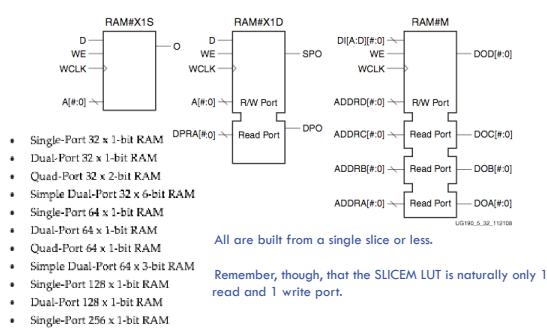 RAM#X1S
D
WE
WCLK
A[#:0]
O
RAM#X1D
D
WE
WCLK
A[#:0]
R/W Port
DPRA[#:0]
Read Port
SPO
DPO
RAM#M
DI[A:D][#:0]
WE
WCLK
ADDRD[#:0]
R/W Port
DOD[#:0]
ADDRC[#:0]
Read Port
DOC[#:0]
ADDRB[#:0]
Read Port
DOB[#:0]
ADDRA[#:0]
Read Port
DOA[#:0]
UG190_5_32_112108
• Single-Port 32 x 1-bit RAM
• Dual-Port 32 x 1-bit RAM
• Quad-Port 32 x 2-bit RAM
• Simple Dual-Port 32 x 6-bit RAM
• Single-Port 64 x 1-bit RAM
• Dual-Port 64 x 1-bit RAM
• Quad-Port 64 x 1-bit RAM
• Simple Dual-Port 64 x 3-bit RAM
• Single-Port 128 x 1-bit RAM
• Dual-Port 128 x 1-bit RAM
• Single-Port 256 x 1-bit RAM
All are built from a single slice or less.
Remember, though, that the SLICEM LUT is naturally only 1
read and 1 write port.